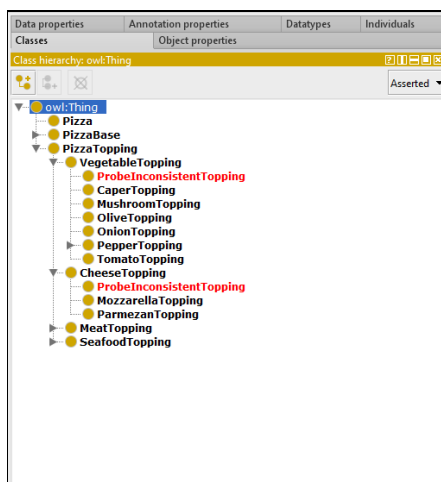 Data properties Annotation properties Datatypes Individuals
Classes Object properties
Class hierarchy: owl:Thing
Asserted
owl:Thing
Pizza
PizzaBase
PizzaTopping
VegetableTopping
ProbeInconsistentTopping
CaperTopping
MushroomTopping
OliveTopping
OnionTopping
PepperTopping
TomatoTopping
CheeseTopping
ProbeInconsistentTopping
MozzarellaTopping
ParmezanTopping
MeatTopping
SeafoodTopping